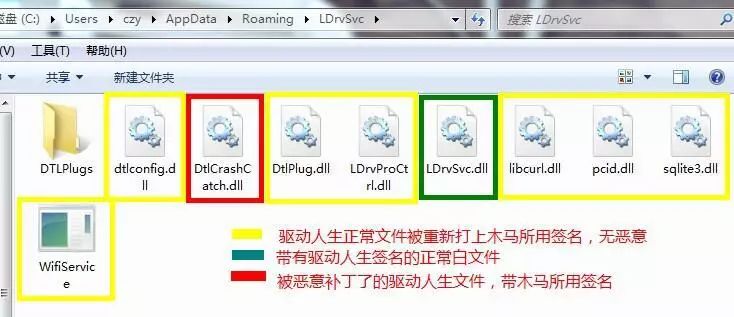 盘 (C:) ▸ Users ▸ czy ▸ AppData ▸ Roaming ▸ LDrvSvc ▸
搜索 LDrvSvc
(V) 工具(T) 帮助(H)
共享 新建文件夹
DTLPlugs dtlconfig.dll DtlCrashCatch.dll DtlPlug.dll LDrvProCtrl.dll LDrvSvc.dll libcurl.dll pcid.dll sqlite3.dll
WifiService
驱动人生正常文件被重新打上木马所用签名，无恶意
带有驱动人生签名的正常白文件
被恶意补丁了的驱动人生文件，带木马所用签名